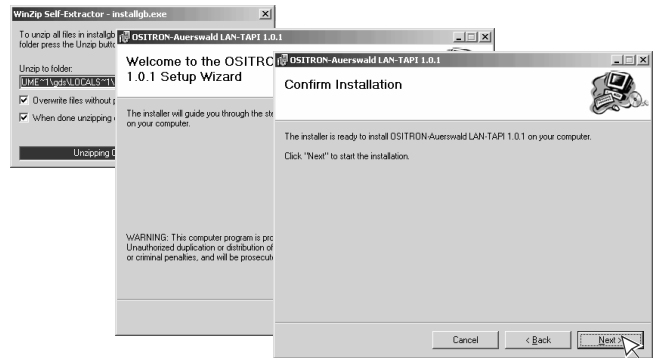 WinZip Self-Extractor - installgb.exe
To unzip all files in installgb
folder press the Unzip butto
Unzip to folder:
UME~1\gds\LOCALS~1\
Overwrite files without p
When done unzipping
Unzipping
OSITRON-Auerswald LAN-TAPI 1.0.1
Welcome to the OSITRO
1.0.1 Setup Wizard
The installer will guide you through the ste
on your computer.
WARNING: This computer program is pro
Unauthorized duplication or distribution of
or criminal penalties, and will be prosecut
OSITRON-Auerswald LAN-TAPI 1.0.1
Confirm Installation
The installer is ready to install OSITRON-Auerswald LAN-TAPI 1.0.1 on your computer.
Click "Next" to start the installation.
Cancel
< Back
Next >